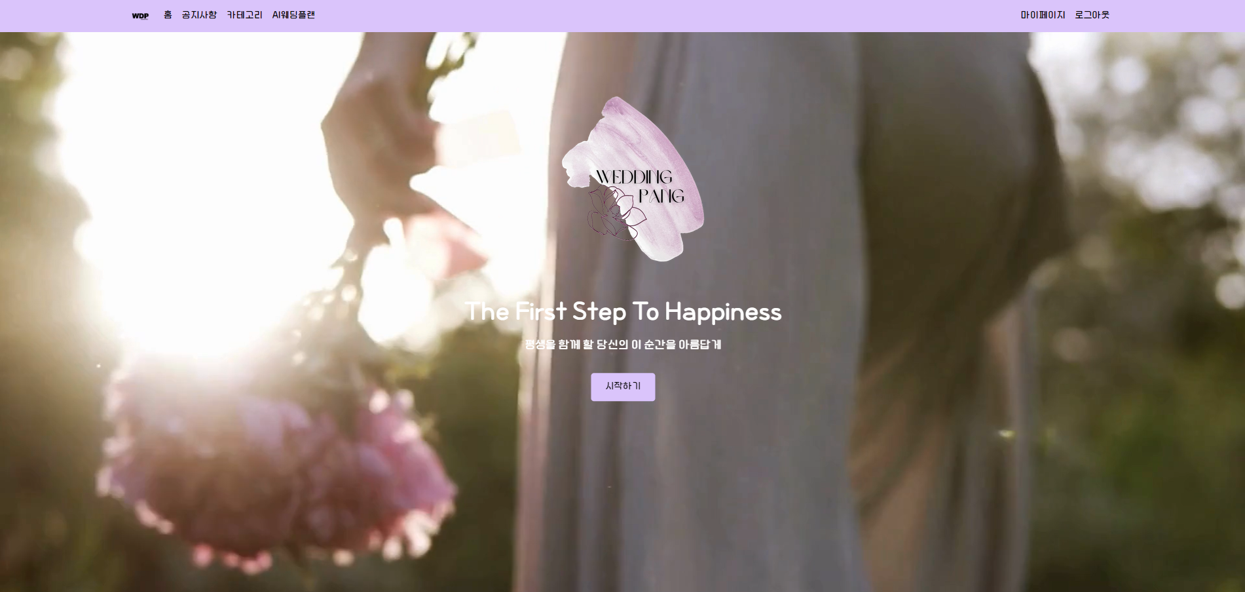 WDP 홈 공지사항 카테고리 AI웨딩플랜 마이페이지 로그아웃
WEDDING
PANG
The First Step To Happiness
평생을 함께 할 당신의 이 순간을 아름답게
시작하기